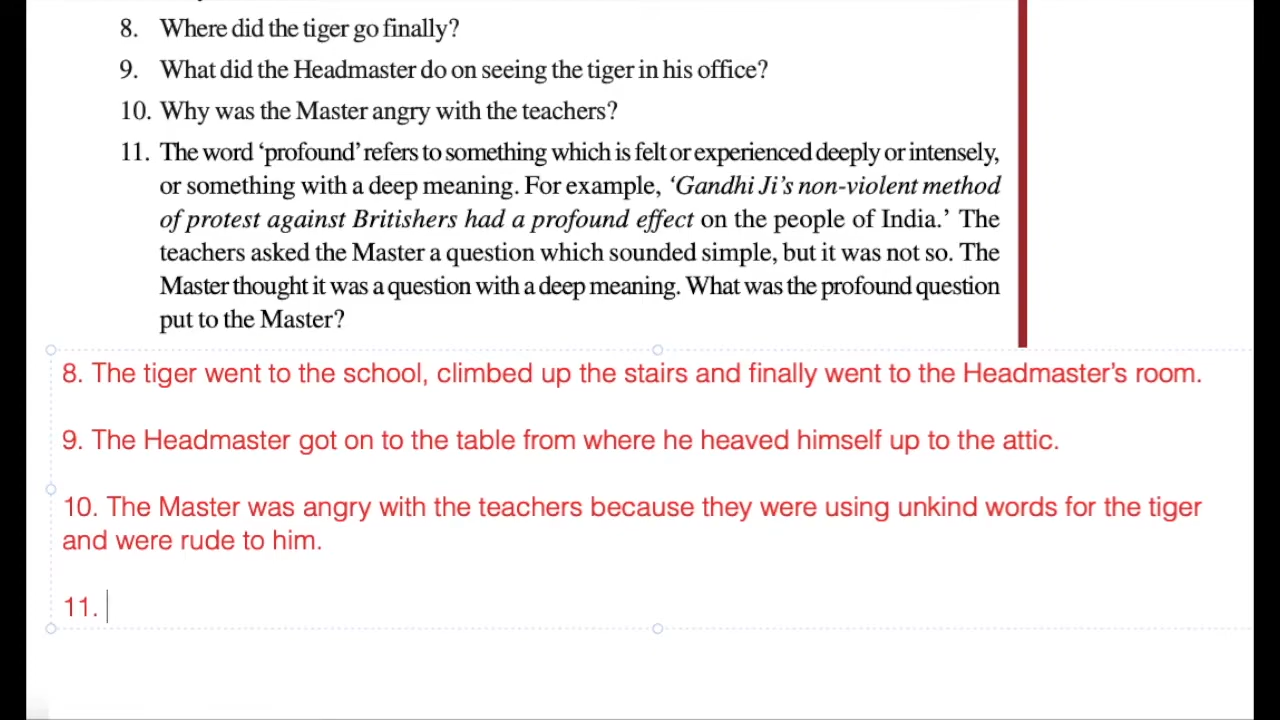 8. Where did the tiger go finally?
9. What did the Headmaster do on seeing the tiger in his office?
10. Why was the Master angry with the teachers?
11. The word ‘profound’ refers to something which is felt or experienced deeply or intensely,
or something with a deep meaning. For example, ‘Gandhi Ji’s non-violent method
of protest against Britishers had a profound effect on the people of India.’ The
teachers asked the Master a question which sounded simple, but it was not so. The
Master thought it was a question with a deep meaning. What was the profound question
put to the Master?
8. The tiger went to the school, climbed up the stairs and finally went to the Headmaster’s room.
9. The Headmaster got on to the table from where he heaved himself up to the attic.
10. The Master was angry with the teachers because they were using unkind words for the tiger
and were rude to him.
11.